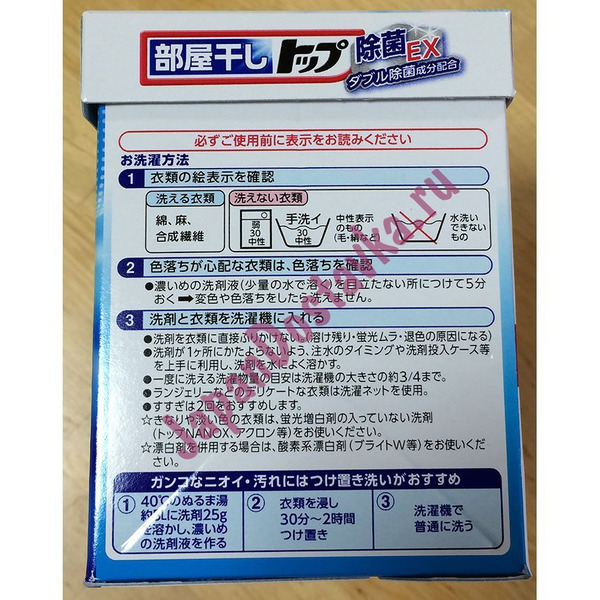 部屋干しトップ 除菌EX
ダブル除菌成分配合
必ずご使用前に表示をお読みください
お洗濯方法
1 衣類の絵表示を確認
洗える衣類 洗えない衣類
綿、麻、
合成繊維
弱
30
中性
手洗イ
30
中性
中性表示
のもの
(毛・絹など)
水洗い
できない
もの
2 色落ちが心配な衣類は、色落ちを確認
●濃いめの洗剤液(少量の水で溶く)を目立たない所につけて5分
おく➡変色や色落ちをしたら洗えません。
3 洗剤と衣類を洗濯機に入れる
●洗剤を衣類に直接ふりかけない。(溶け残り・蛍光ムラ・退色の原因になる)
●洗剤が1ヶ所にかたよらないよう、注水のタイミングや洗剤投入ケース等
を上手に利用し、洗剤を水によく溶かす。
●一度に洗える洗濯物量の目安は洗濯機の大きさの約3/4まで。
●ランジェリーなどデリケートな衣類は洗濯ネットを使用。
●すすぎは2回をおすすめします。
☆きなりや淡い色の衣類は、蛍光増白剤の入っていない洗剤
(トップNANOX、アクロン等)をお使いください。
☆漂白剤を併用する場合は、酸素系漂白剤(ブライトW等)をお使いくだ
さい。
ガンコなニオイ・汚れにはつけ置き洗いがおすすめ
① 40℃のぬるま湯
約5Lに洗剤25g
を溶かし、濃いめ
の洗剤液を作る
② 衣類を浸し
30分〜2時間
つけ置き
③ 洗濯機で
普通に洗う
JapanDostavka.ru